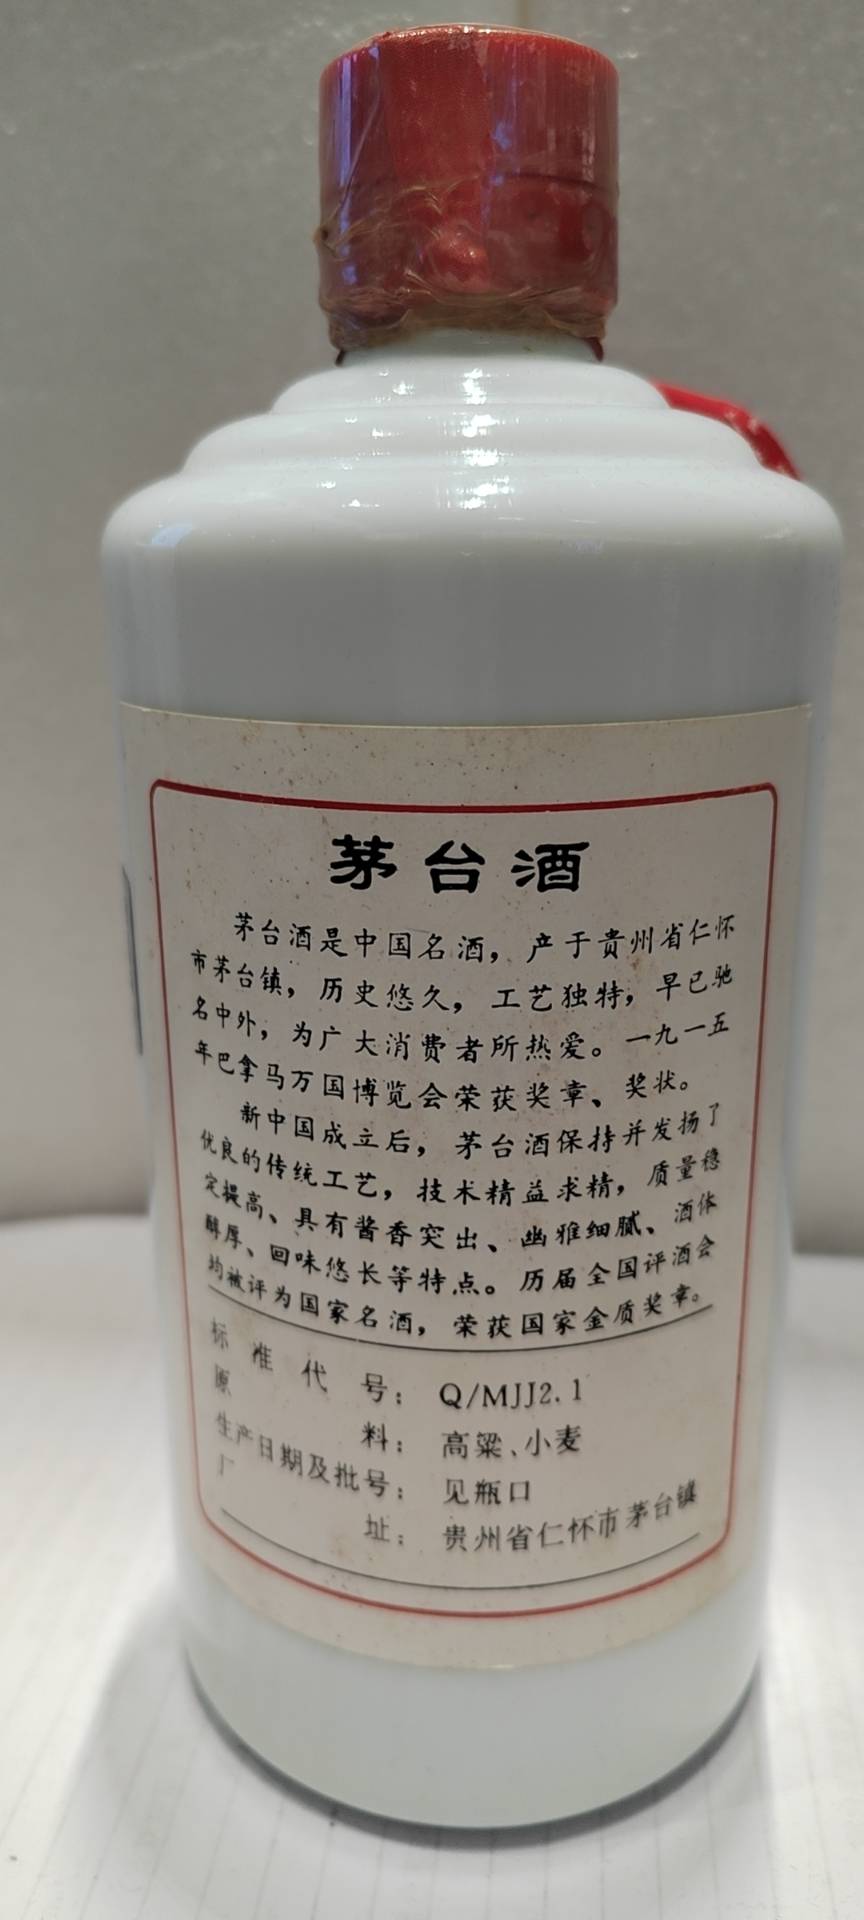 茅台酒
茅台酒是中国名酒，产于贵州省仁怀
市茅台镇，历史悠久，工艺独特，早已驰
名中外，为广大消费者所热爱。一九一五
年巴拿马万国博览会荣获奖章、奖状。
新中国成立后，茅台酒保持并发扬了
优良的传统工艺，技术精益求精，质量稳
定提高、具有酱香突出、幽雅细腻、酒体
醇厚、回味悠长等特点。历届全国评酒会
均被评为国家名酒，荣获国家金质奖章。
标准代号：Q/MJJ2.1
原料：高粱、小麦
生产日期及批号：见瓶口
厂址：贵州省仁怀市茅台镇